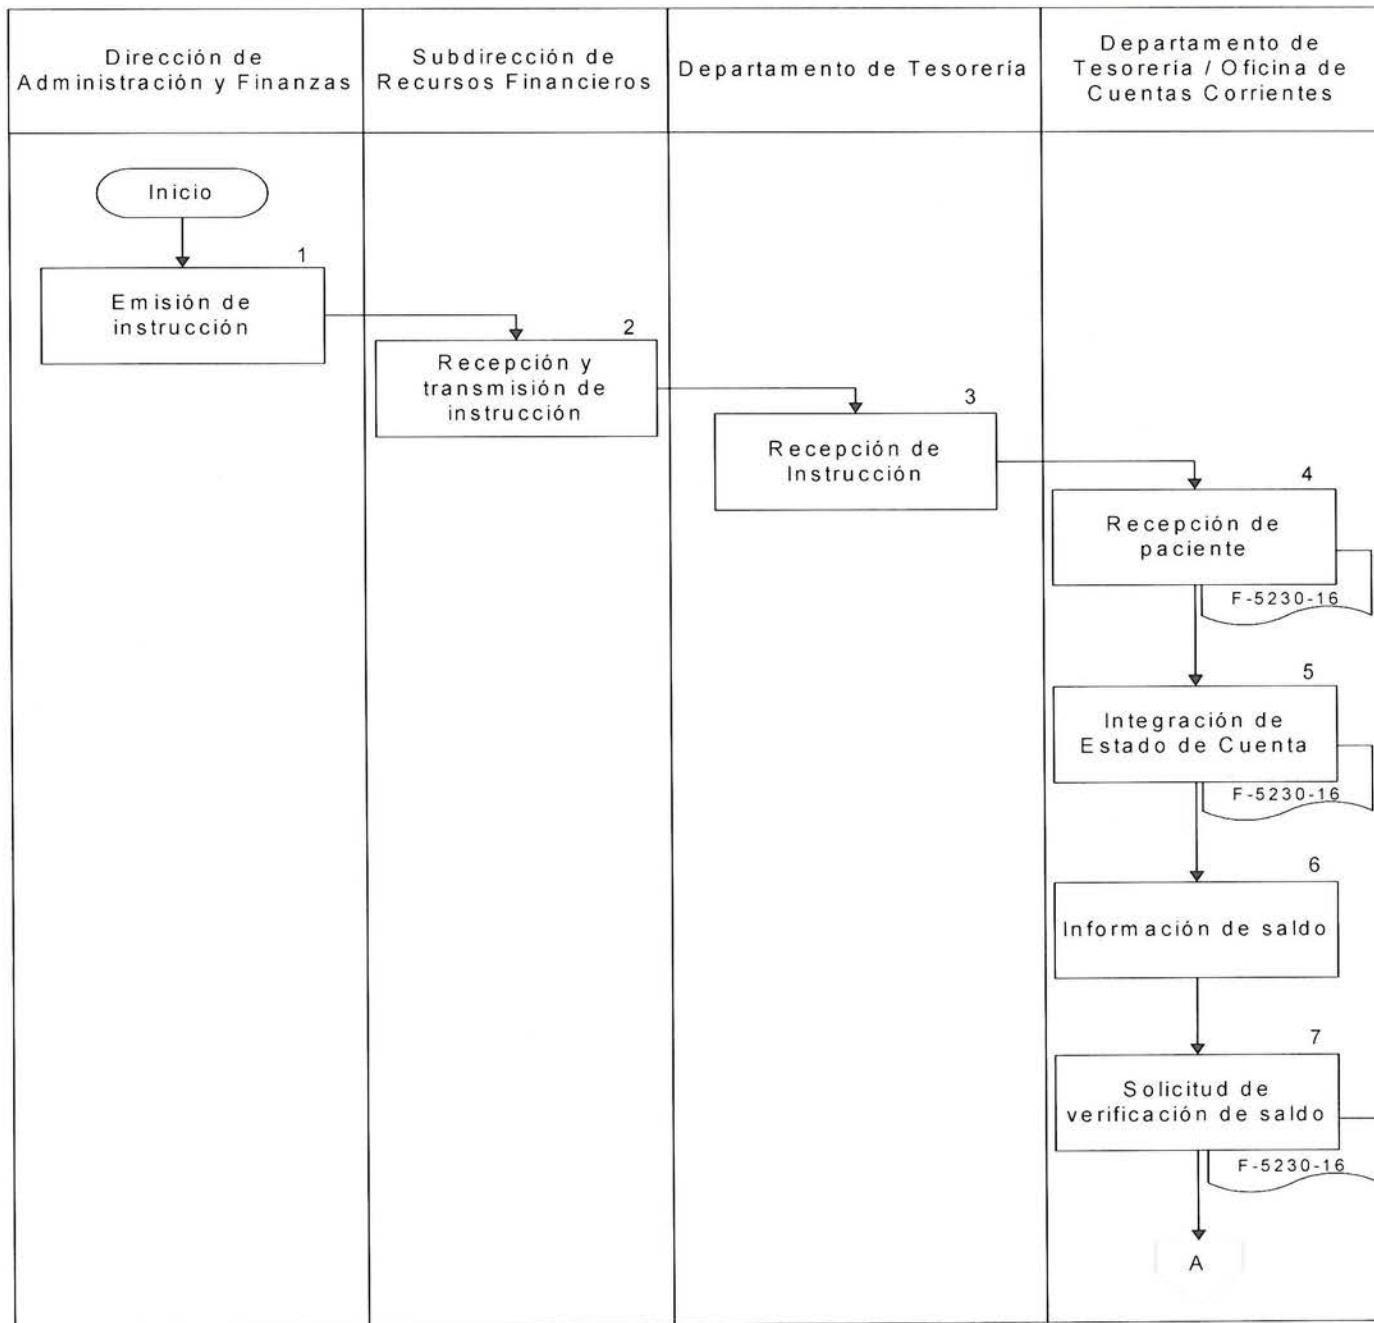 Dirección de
Administración y Finanzas
Subdirección de
Recursos Financieros
Departamento de Tesorería
Departamento de
Tesorería / Oficina de
Cuentas Corrientes
Inicio
1
Emisión de
instrucción
2
Recepción y
transmisión de
instrucción
3
Recepción de
Instrucción
4
Recepción de
paciente
F-5230-16
5
Integración de
Estado de Cuenta
F-5230-16
6
Información de saldo
7
Solicitud de
verificación de saldo
F-5230-16
A